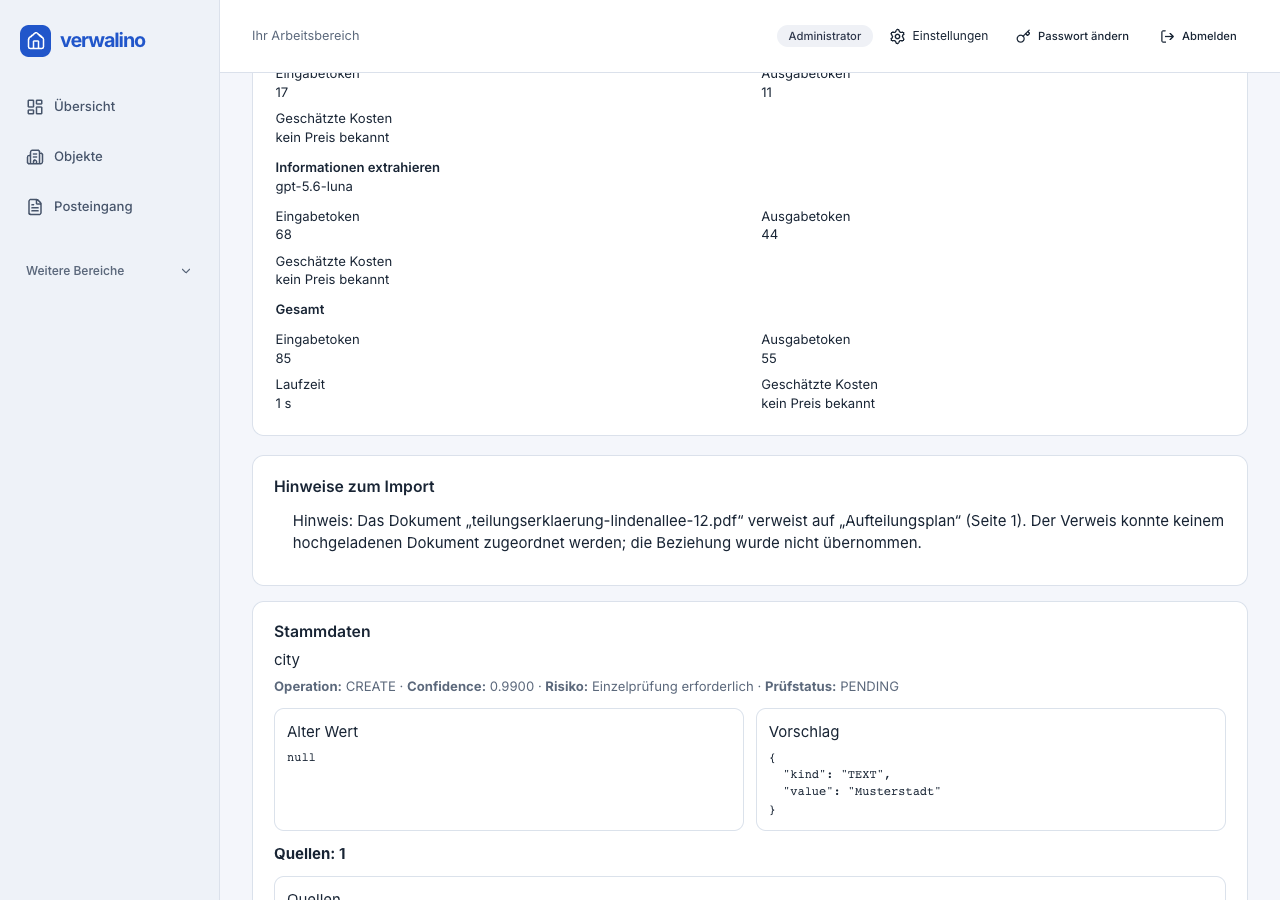 verwalino
Ihr Arbeitsbereich
Administrator
Einstellungen
Passwort ändern
Abmelden
Übersicht
Objekte
Posteingang
Weitere Bereiche
Eingabetoken
Ausgabetoken
17
11
Geschätzte Kosten
kein Preis bekannt
Informationen extrahieren
gpt-5.6-luna
Eingabetoken
Ausgabetoken
68
44
Geschätzte Kosten
kein Preis bekannt
Gesamt
Eingabetoken
Ausgabetoken
85
55
Laufzeit
Geschätzte Kosten
1 s
kein Preis bekannt
Hinweise zum Import
Hinweis: Das Dokument „teilungserklaerung-lindenallee-12.pdf“ verweist auf „Aufteilungsplan“ (Seite 1). Der Verweis konnte keinem
hochgeladenen Dokument zugeordnet werden; die Beziehung wurde nicht übernommen.
Stammdaten
city
Operation: CREATE · Confidence: 0.9900 · Risiko: Einzelprüfung erforderlich · Prüfstatus: PENDING
Alter Wert
null
Vorschlag
{
"kind": "TEXT",
"value": "Musterstadt"
}
Quellen: 1
Quellen